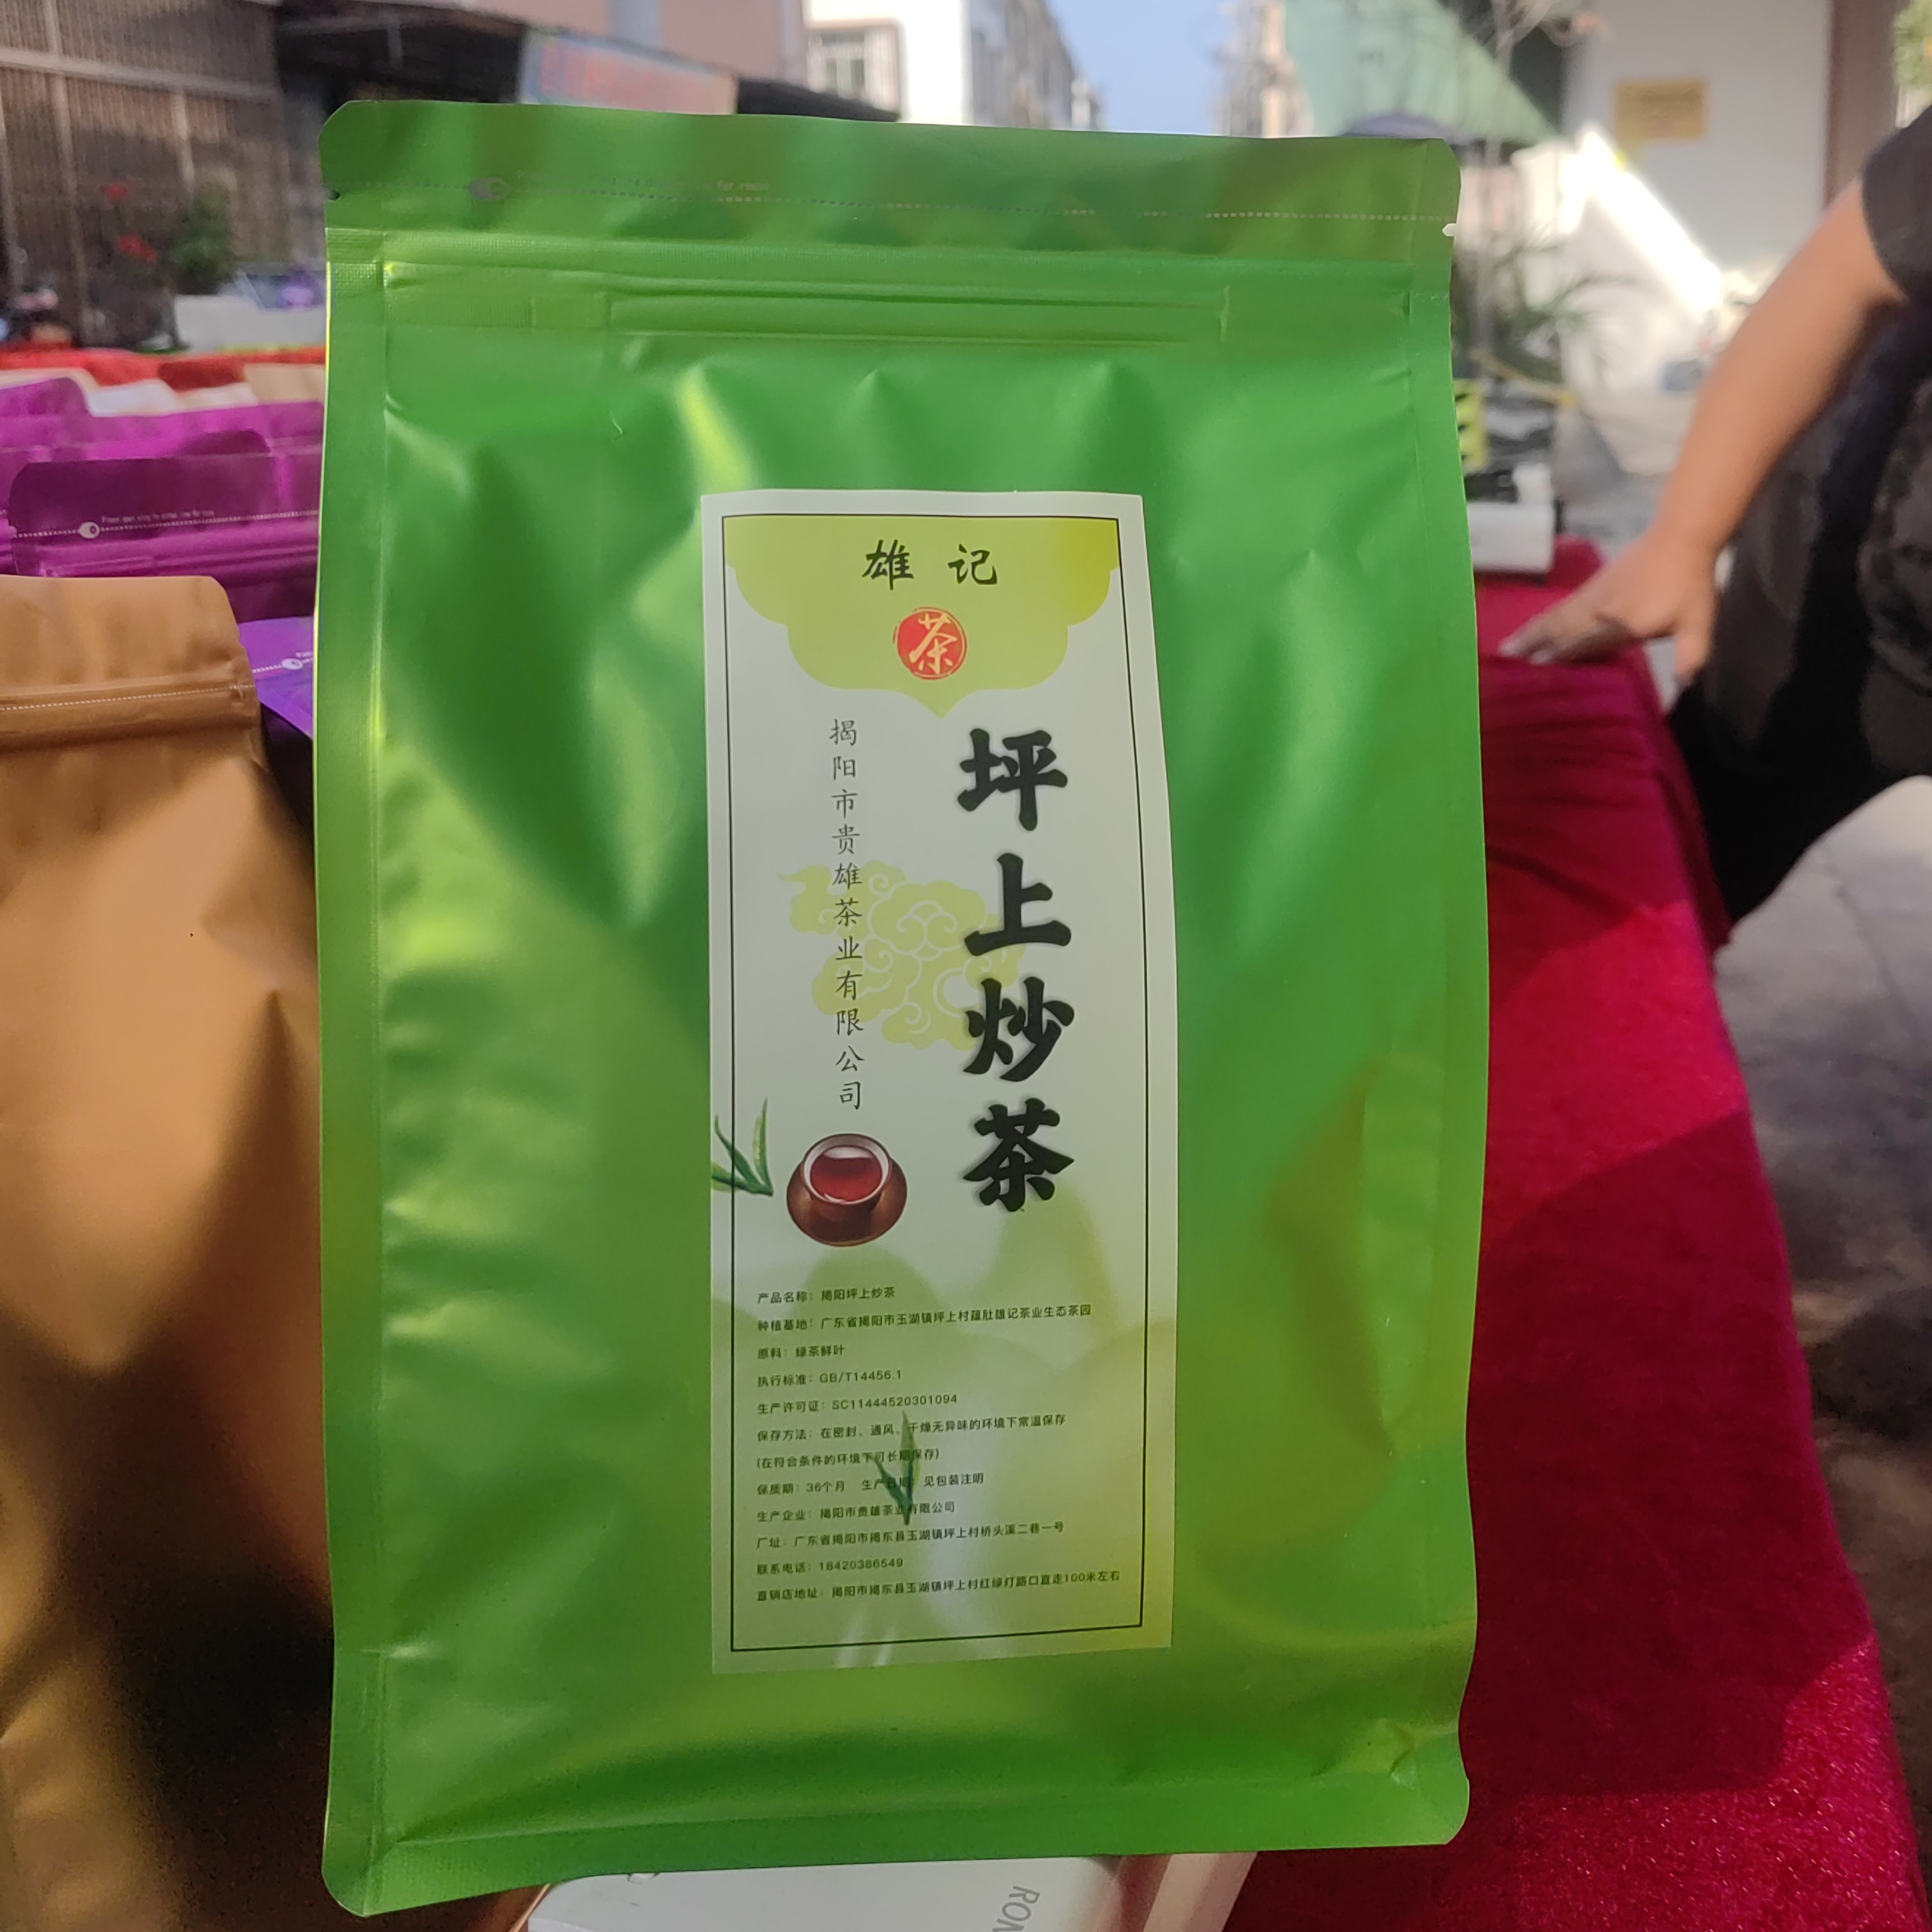 雄记
茶
坪上炒茶
揭阳市贵雄茶业有限公司
产品名称：揭阳坪上炒茶
种植基地：广东省揭阳市玉湖镇坪上村蕴肚雄记茶业生态茶园
原料：绿茶鲜叶
执行标准：GB/T14456.1
生产许可证：SC11444520301094
保存方法：在密封、通风、干燥无异味的环境下常温保存
(在符合条件的环境下可长期保存)
保质期：36个月 生产日期：见包装注明
生产企业：揭阳市贵雄茶业有限公司
厂址：广东省揭阳市揭东县玉湖镇坪上村桥头溪二巷一号
联系电话：18420386549
直销店地址：揭阳市揭东县玉湖镇坪上村红绿灯路口直走100米左右